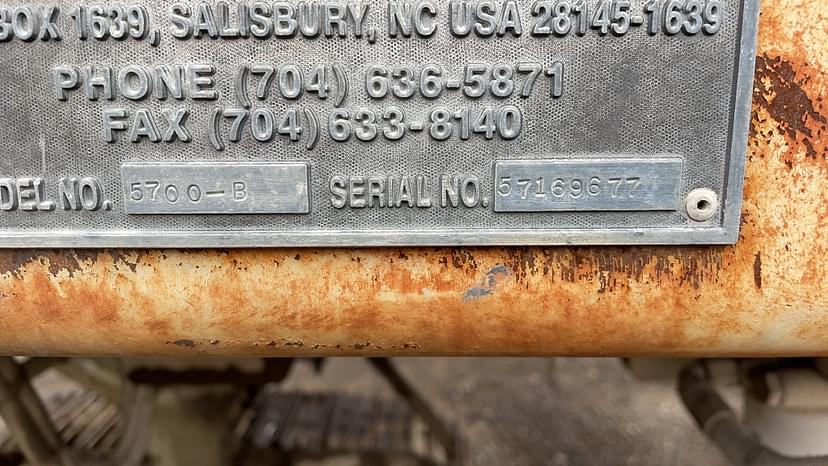 BOX 1639, SALISBURY, NC USA 28145-1639
PHONE (704) 636-5871
FAX (704) 633-8140
DEL NO. 5700-B SERIAL NO. 57169677